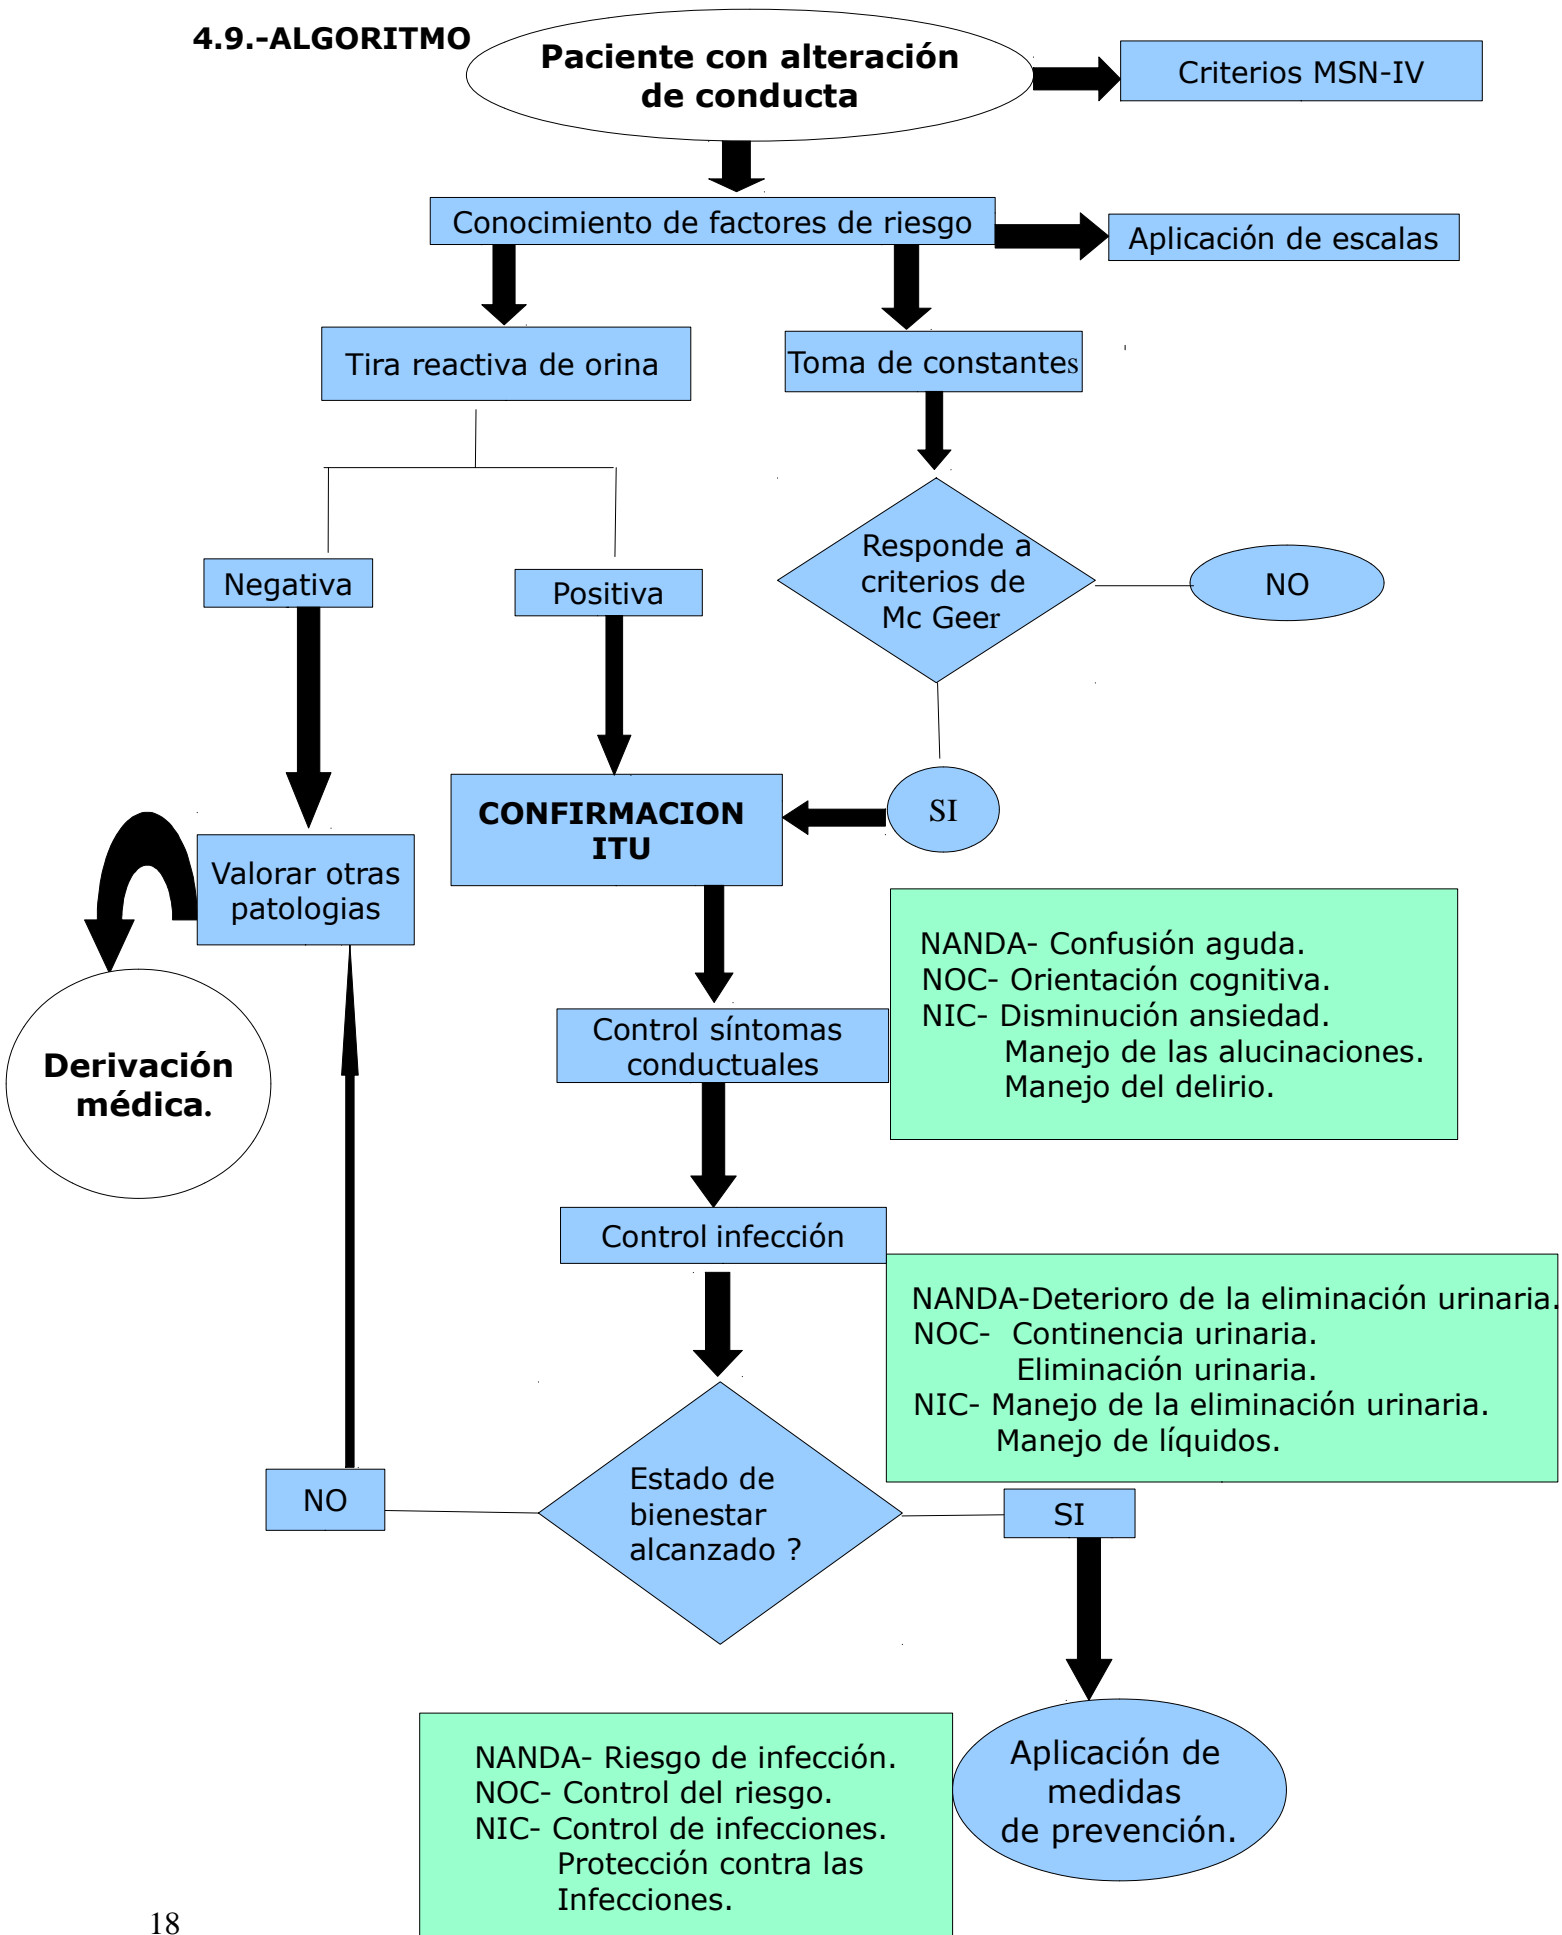 4.9.-ALGORITMO
Paciente con alteración
de conducta
Criterios MSN-IV
Conocimiento de factores de riesgo
Aplicación de escalas
Tira reactiva de orina
Toma de constantes
Negativa
Positiva
Responde a
criterios de
Mc Geer
NO
SI
CONFIRMACION
ITU
Valorar otras
patologias
Derivación
médica.
NANDA- Confusión aguda.
NOC- Orientación cognitiva.
NIC- Disminución ansiedad.
Manejo de las alucinaciones.
Manejo del delirio.
Control síntomas
conductuales
Control infección
NANDA-Deterioro de la eliminación urinaria.
NOC- Continencia urinaria.
Eliminación urinaria.
NIC- Manejo de la eliminación urinaria.
Manejo de líquidos.
NO
Estado de
bienestar
alcanzado ?
SI
NANDA- Riesgo de infección.
NOC- Control del riesgo.
NIC- Control de infecciones.
Protección contra las
Infecciones.
Aplicación de
medidas
de prevención.
18